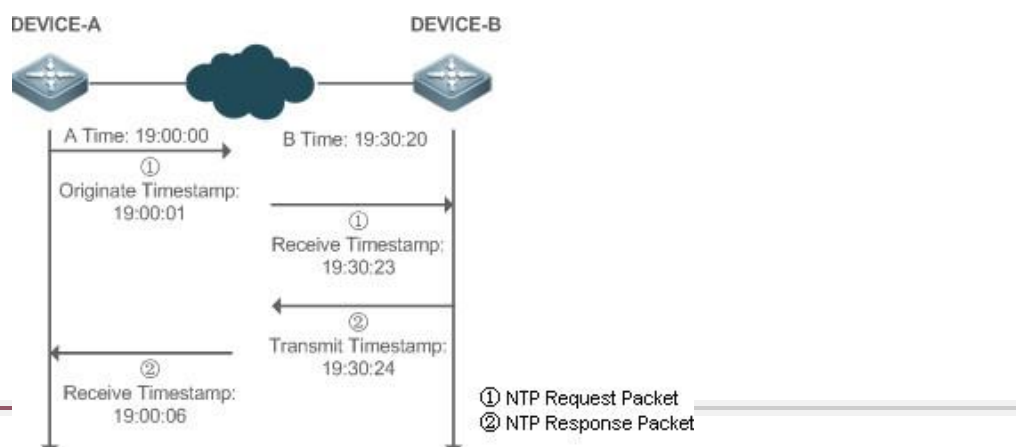 DEVICE-A
DEVICE-B
A Time: 19:00:00
B Time: 19:30:20
①
Originate Timestamp:
19:00:01
①
Receive Timestamp:
19:30:23
②
Transmit Timestamp:
19:30:24
②
Receive Timestamp:
19:00:06
① NTP Request Packet
② NTP Response Packet